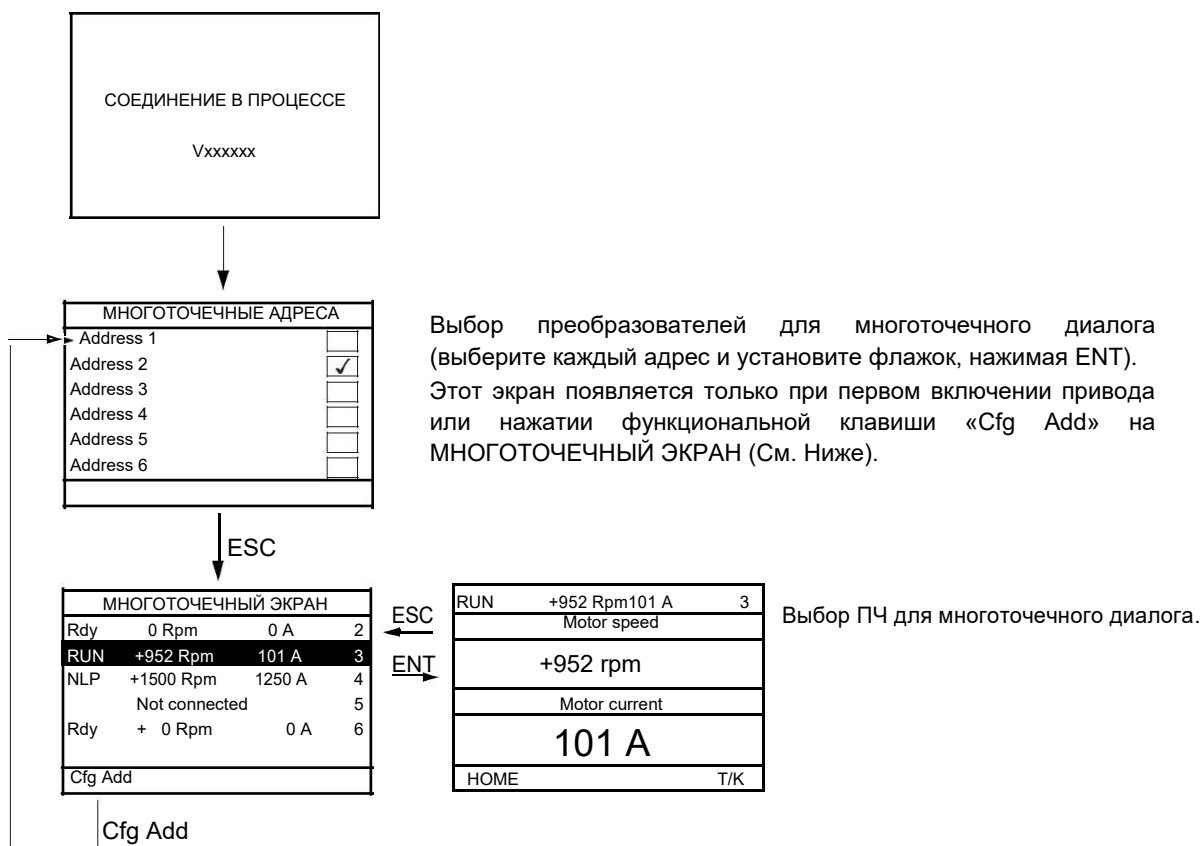 СОЕДИНЕНИЕ В ПРОЦЕССЕ
Vxxxxxx
МНОГОТОЧЕЧНЫЕ АДРЕСА
Address 1
Address 2 ✓
Address 3
Address 4
Address 5
Address 6
Выбор преобразователей для многоточечного диалога
(выберите каждый адрес и установите флажок, нажимая ENT).
Этот экран появляется только при первом включении привода
или нажатии функциональной клавиши «Cfg Add» на
МНОГОТОЧЕЧНЫЙ ЭКРАН (См. Ниже).
ESC
МНОГОТОЧЕЧНЫЙ ЭКРАН
Rdy 0 Rpm 0 A 2
RUN +952 Rpm 101 A 3
NLP +1500 Rpm 1250 A 4
Not connected 5
Rdy + 0 Rpm 0 A 6
Cfg Add
ESC
ENT
RUN +952 Rpm101 A 3
Motor speed
+952 rpm
Motor current
101 A
HOME T/K
Выбор ПЧ для многоточечного диалога.
Cfg Add